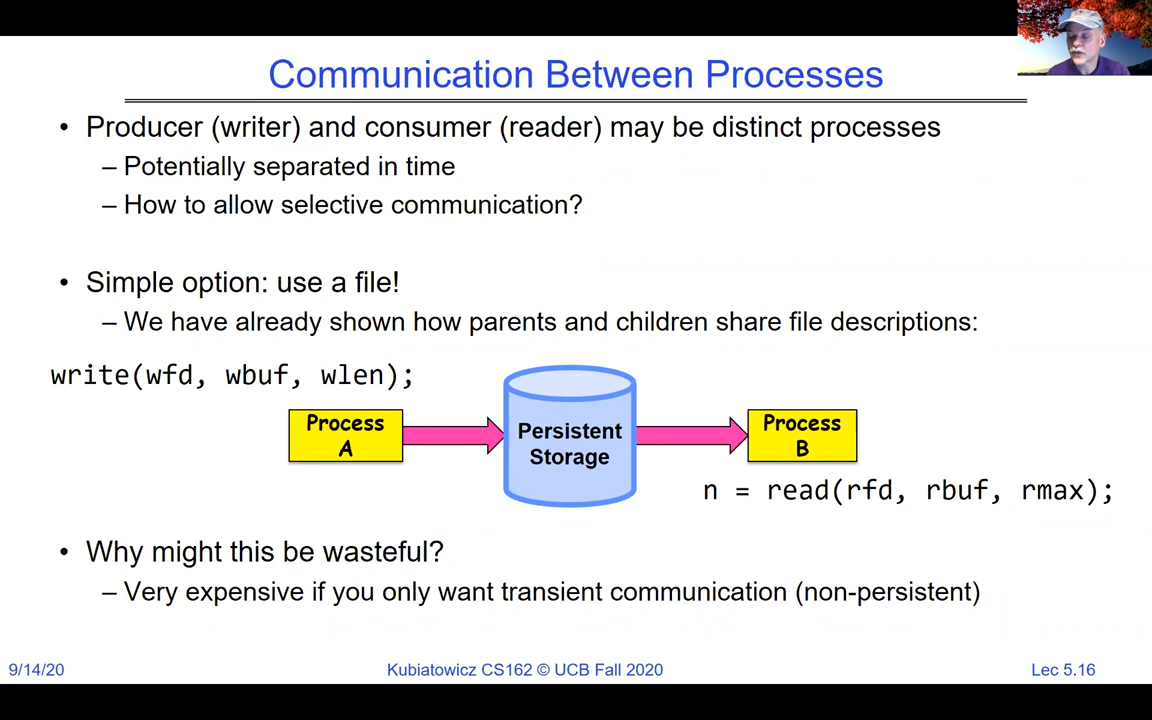 Communication Between Processes
• Producer (writer) and consumer (reader) may be distinct processes
– Potentially separated in time
– How to allow selective communication?
• Simple option: use a file!
– We have already shown how parents and children share file descriptions:
write(wfd, wbuf, wlen);
Process
A
Persistent
Storage
Process
B
n = read(rfd, rbuf, rmax);
• Why might this be wasteful?
– Very expensive if you only want transient communication (non-persistent)
9/14/20
Kubiatowicz CS162 © UCB Fall 2020
Lec 5.16